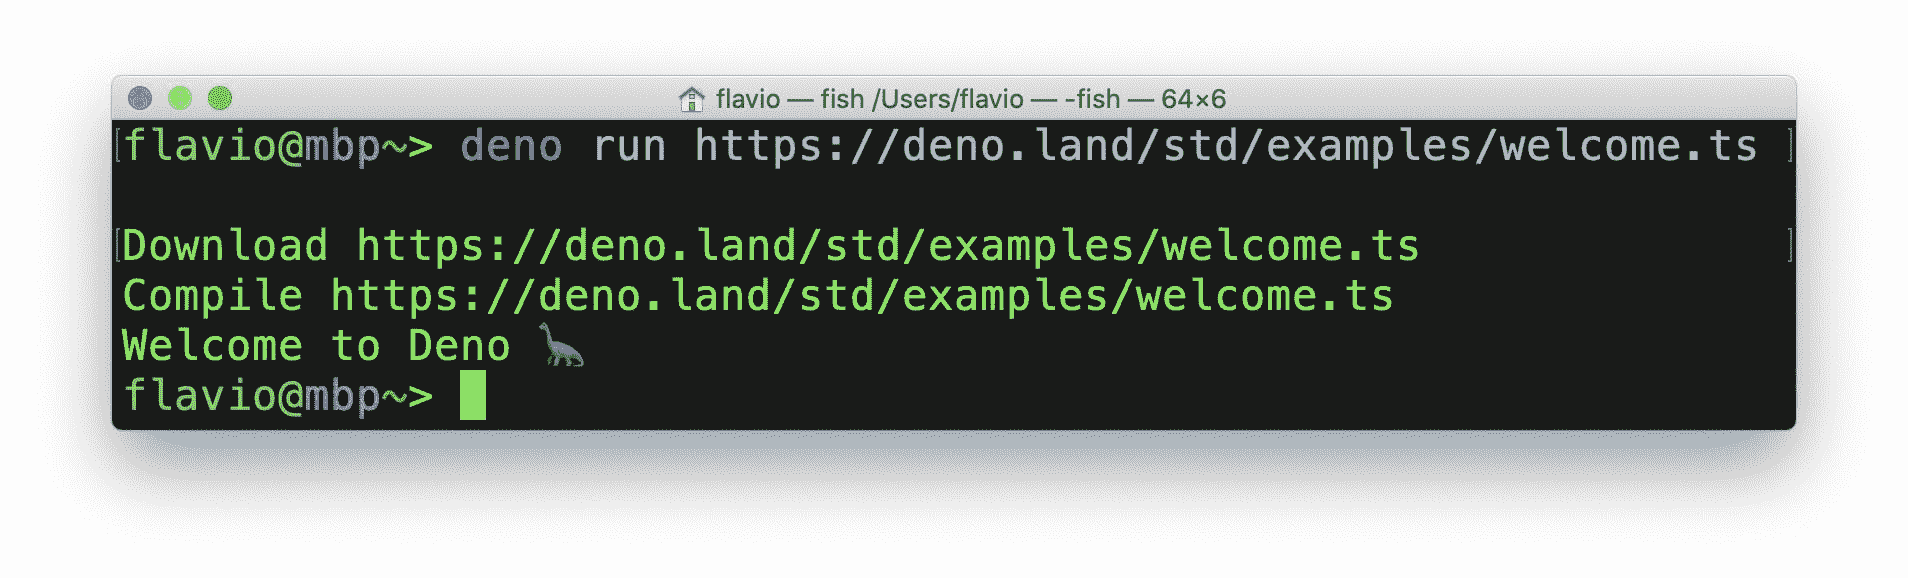 flavio — fish /Users/flavio — -fish — 64×6
[flavio@mbp~> deno run https://deno.land/std/examples/welcome.ts ]
[Download https://deno.land/std/examples/welcome.ts ]
Compile https://deno.land/std/examples/welcome.ts
Welcome to Deno 🦕
flavio@mbp~>